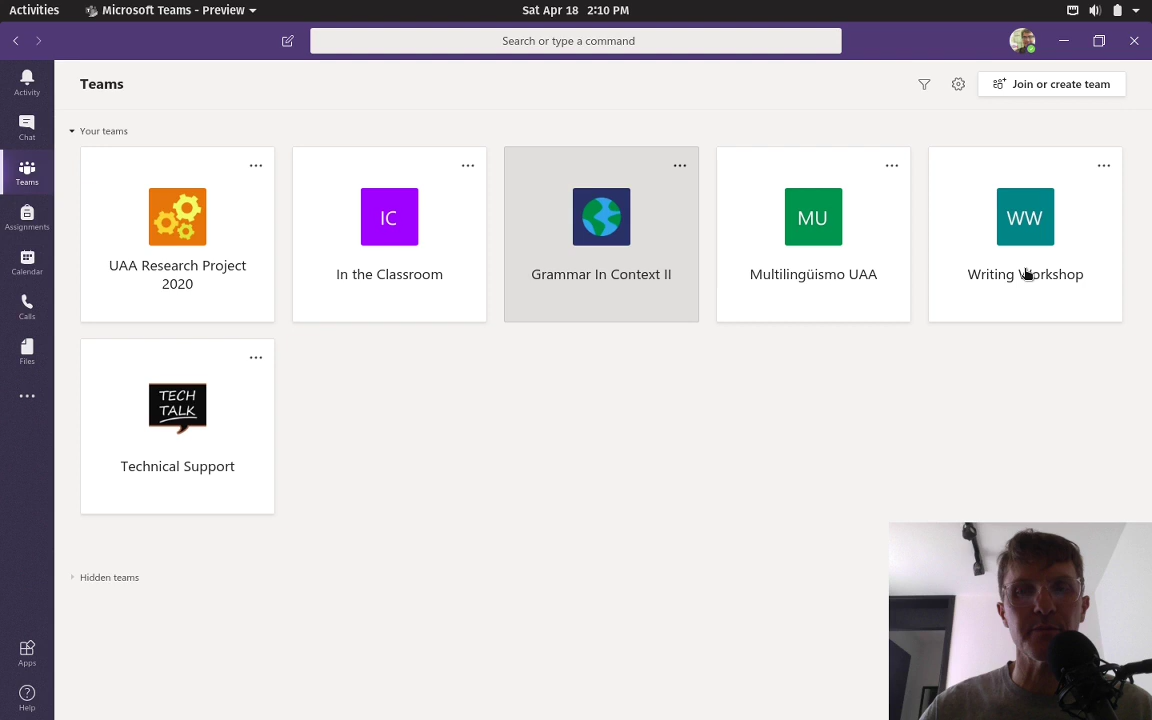 Activities
Microsoft Teams - Preview
Sat Apr 18 2:10 PM
Search or type a command
Activity
Chat
Teams
Assignments
Calendar
Calls
Files
Apps
Help
Teams
Join or create team
Your teams
UAA Research Project
2020
IC
In the Classroom
Grammar In Context II
MU
Multilingüismo UAA
WW
Writing Workshop
TECH
TALK
Technical Support
Hidden teams